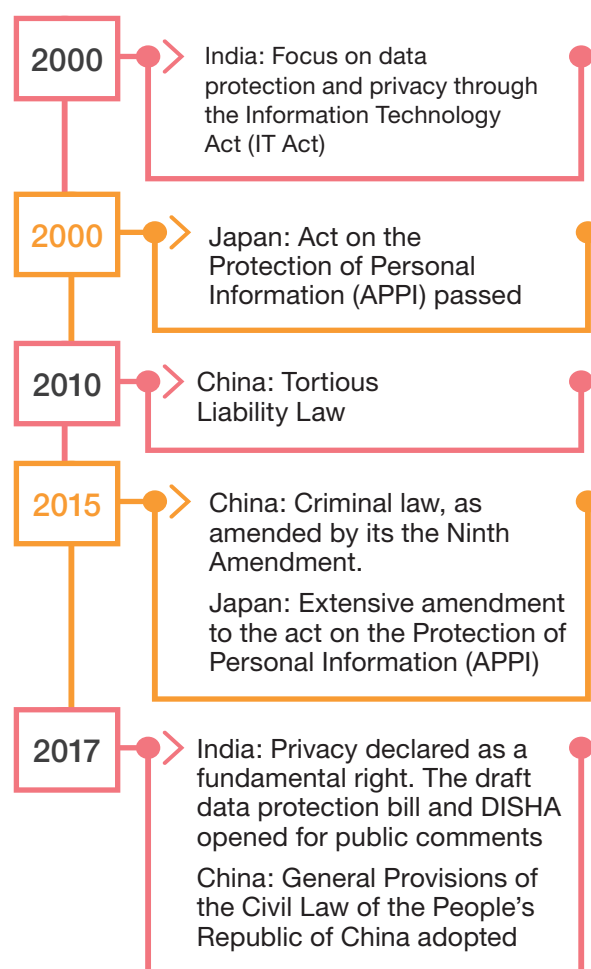 2000
India: Focus on data
protection and privacy through
the Information Technology
Act (IT Act)
2000
Japan: Act on the
Protection of Personal
Information (APPI) passed
2010
China: Tortious
Liability Law
2015
China: Criminal law, as
amended by its the Ninth
Amendment.
Japan: Extensive amendment
to the act on the Protection of
Personal Information (APPI)
2017
India: Privacy declared as a
fundamental right. The draft
data protection bill and DISHA
opened for public comments
China: General Provisions of
the Civil Law of the People’s
Republic of China adopted